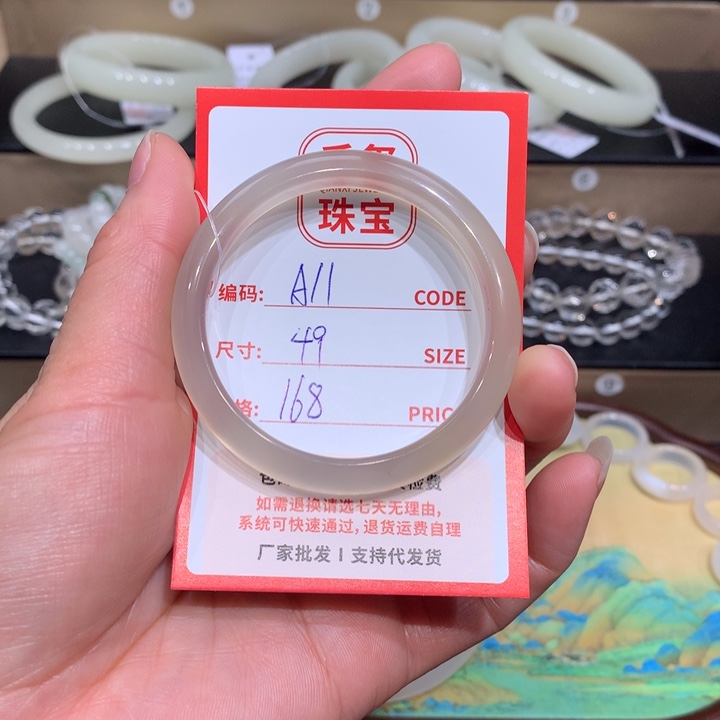 珠宝
编码: A11 CODE
尺寸: 49 SIZE
格: 168 PRIC
如需退换请选七天无理由,
系统可快速通过, 退货运费自理
厂家批发 | 支持代发货